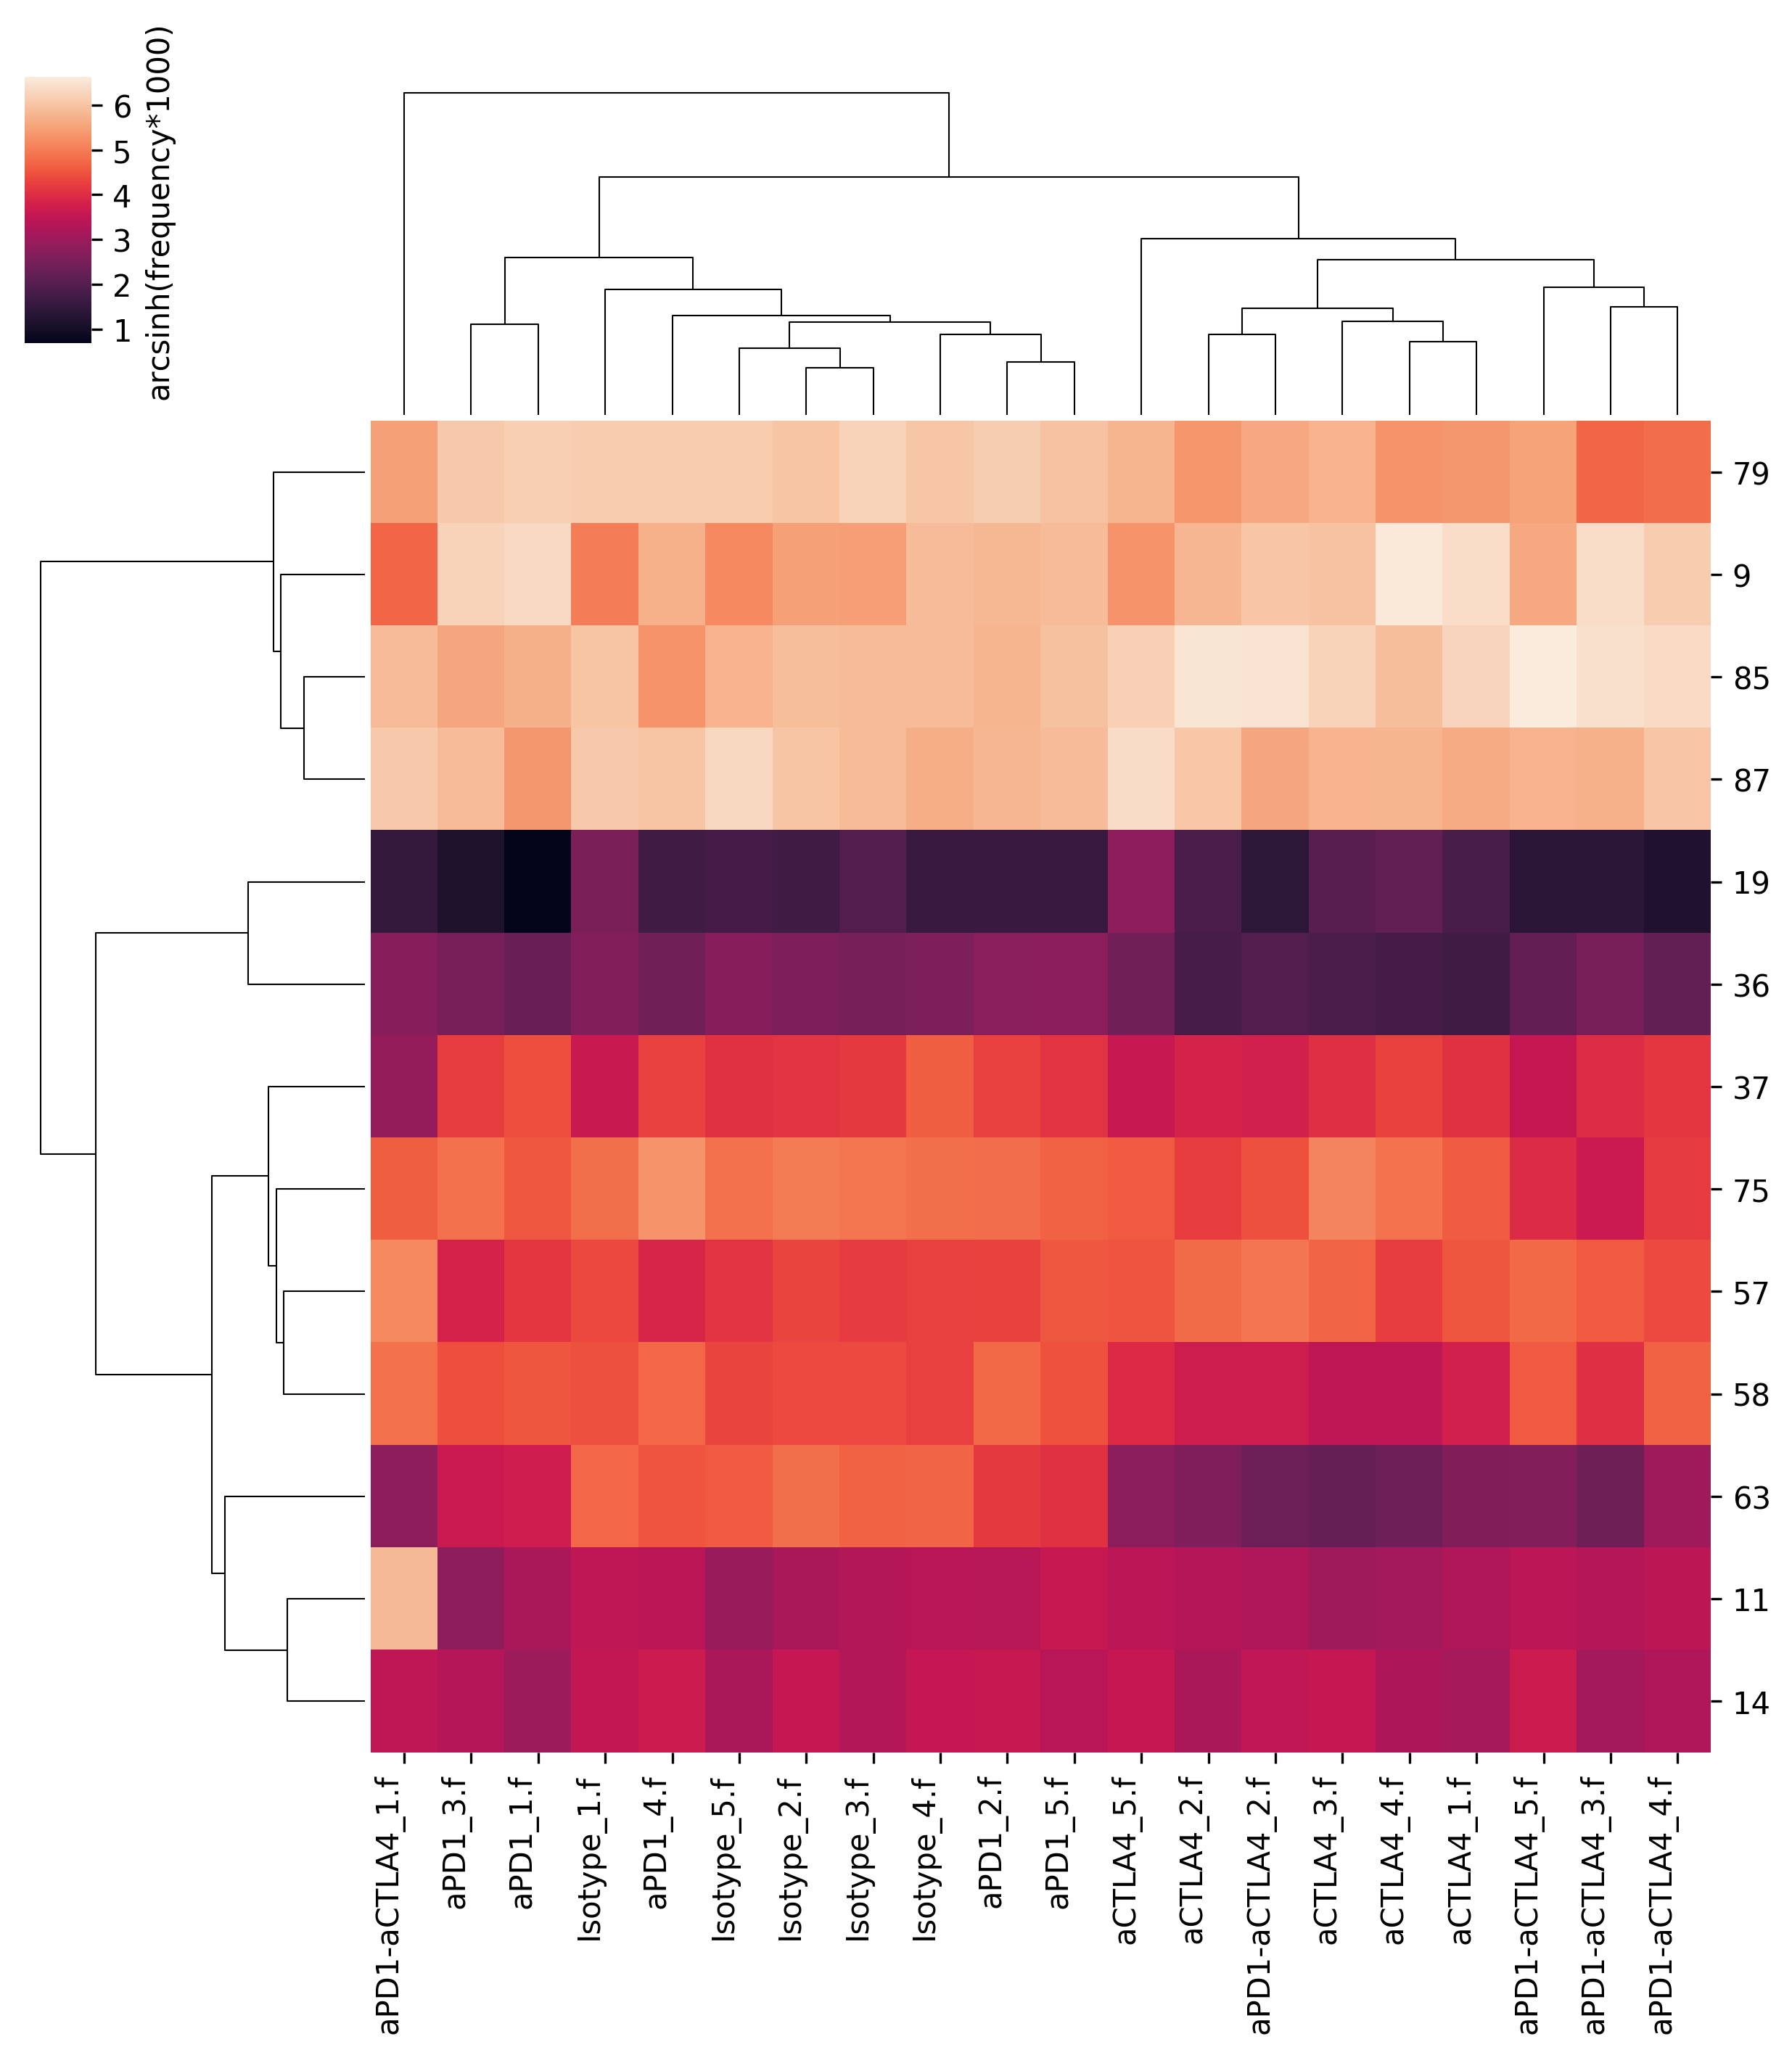 6
5
4
3
2
1
arcsinh(frequency*1000)
79
9
85
87
19
36
37
75
57
58
63
11
14
aPD1-aCTLA4_1.f
aPD1_3.f
aPD1_1.f
Isotype_1.f
aPD1_4.f
Isotype_5.f
Isotype_2.f
Isotype_3.f
Isotype_4.f
aPD1_2.f
aPD1_5.f
aCTLA4_5.f
aCTLA4_2.f
aPD1-aCTLA4_2.f
aCTLA4_3.f
aCTLA4_4.f
aCTLA4_1.f
aPD1-aCTLA4_5.f
aPD1-aCTLA4_3.f
aPD1-aCTLA4_4.f